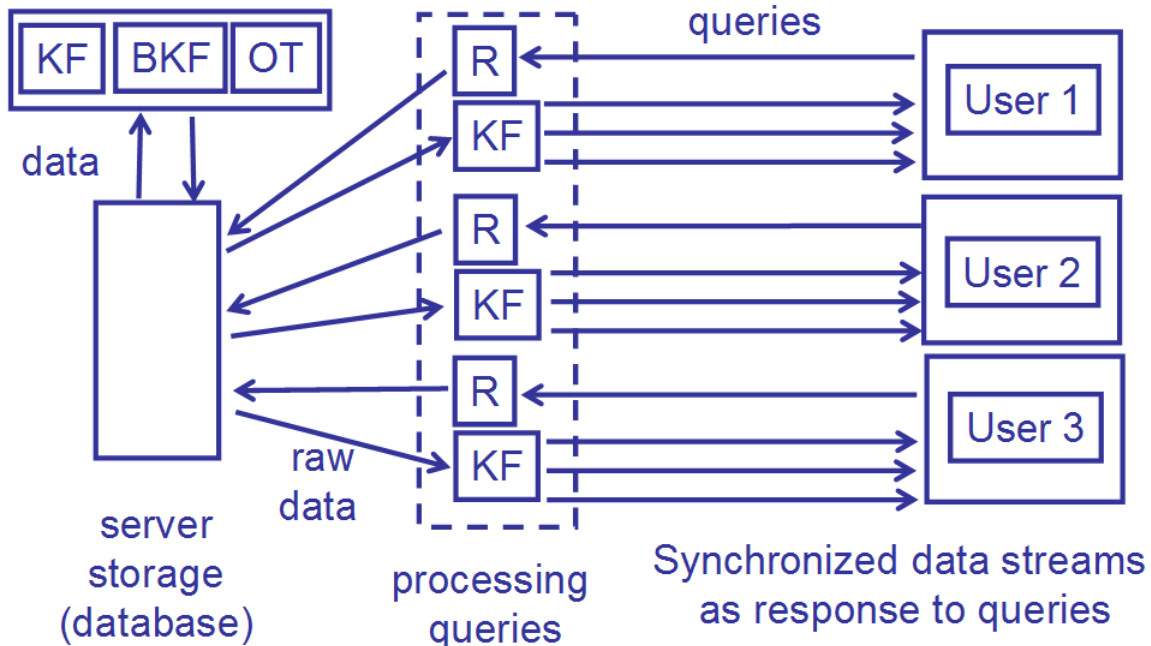 KF BKF OT
data
server
storage
(database)
raw
data
R
KF
R
KF
R
KF
processing
queries
queries
User 1
User 2
User 3
Synchronized data streams
as response to queries